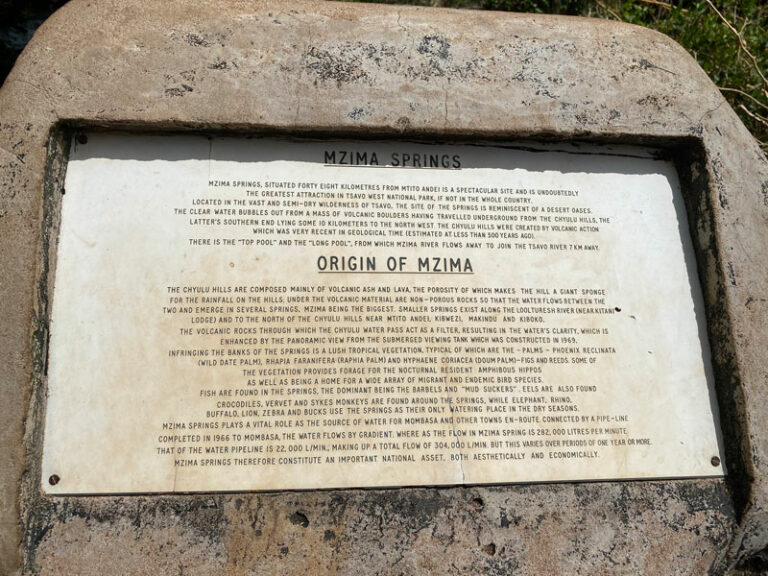 MZIMA SPRINGS
MZIMA SPRINGS, SITUATED FORTY EIGHT KILOMETRES FROM MTITO ANDEI IS A SPECTACULAR SITE AND IS UNDOUBTEDLY
THE GREATEST ATTRACTION IN TSAVO WEST NATIONAL PARK, IF NOT IN THE WHOLE COUNTRY.
LOCATED IN THE VAST AND SEMI-DRY WILDERNESS OF TSAVO, THE SITE OF THE SPRINGS IS REMINISCENT OF A DESERT OASES.
THE CLEAR WATER BUBBLES OUT FROM A MASS OF VOLCANIC BOULDERS HAVING TRAVELLED UNDERGROUND FROM THE CHYULU HILLS, THE
LATTER'S SOUTHERN END LYING SOME 10 KILOMETERS TO THE NORTH WEST. THE CHYULU HILLS WERE CREATED BY VOLCANIC ACTION
WHICH WAS VERY RECENT IN GEOLOGICAL TIME (ESTIMATED AT LESS THAN 500 YEARS AGO).
THERE IS THE "TOP POOL" AND THE "LONG POOL", FROM WHICH MZIMA RIVER FLOWS AWAY TO JOIN THE TSAVO RIVER 7 KM AWAY.
ORIGIN OF MZIMA
THE CHYULU HILLS ARE COMPOSED MAINLY OF VOLCANIC ASH AND LAVA, THE POROSITY OF WHICH MAKES THE HILL A GIANT SPONGE
FOR THE RAINFALL ON THE HILLS, UNDER THE VOLCANIC MATERIAL ARE NON-POROUS ROCKS SO THAT THE WATER FLOWS BETWEEN THE
TWO AND EMERGE IN SEVERAL SPRINGS, MZIMA BEING THE BIGGEST. SMALLER SPRINGS EXIST ALONG THE LOOLTURESH RIVER (NEAR KITANI
LODGE) AND TO THE NORTH OF THE CHYULU HILLS NEAR MTITO ANDEI, KIBWEZI, MAKINDU AND KIBOKO.
THE VOLCANIC ROCKS THROUGH WHICH THE CHYULU WATER PASS ACT AS A FILTER, RESULTING IN THE WATER'S CLARITY, WHICH IS
ENHANCED BY THE PANORAMIC VIEW FROM THE SUBMERGED VIEWING TANK WHICH WAS CONSTRUCTED IN 1969.
INFRINGING THE BANKS OF THE SPRINGS IS A LUSH TROPICAL VEGETATION, TYPICAL OF WHICH ARE THE - PALMS - PHOENIX RECLINATA
(WILD DATE PALM), RHAPIA FARANIFERA (RAPHIA PALM) AND HYPHAENE CORIACEA (DOUM PALM)-FIGS AND REEDS. SOME OF
THE VEGETATION PROVIDES FORAGE FOR THE NOCTURNAL RESIDENT AMPHIBOUS HIPPOS
AS WELL AS BEING A HOME FOR A WIDE ARRAY OF MIGRANT AND ENDEMIC BIRD SPECIES.
FISH ARE FOUND IN THE SPRINGS, THE DOMINANT BEING THE BARBELS AND "MUD SUCKERS". EELS ARE ALSO FOUND
CROCODILES, VERVET AND SYKES MONKEYS ARE FOUND AROUND THE SPRINGS, WHILE ELEPHANT, RHINO,
BUFFALO, LION, ZEBRA AND BUCKS USE THE SPRINGS AS THEIR ONLY WATERING PLACE IN THE DRY SEASONS.
MZIMA SPRINGS PLAYS A VITAL ROLE AS THE SOURCE OF WATER FOR MOMBASA AND OTHER TOWNS EN-ROUTE, CONNECTED BY A PIPE-LINE
COMPLETED IN 1966 TO MOMBASA, THE WATER FLOWS BY GRADIENT, WHERE AS THE FLOW IN MZIMA SPRING IS 282,000 LITRES PER MINUTE,
THAT OF THE WATER PIPELINE IS 22,000 L/MIN., MAKING UP A TOTAL FLOW OF 304,000 L/MIN. BUT THIS VARIES OVER PERIODS OF ONE YEAR OR MORE.
MZIMA SPRINGS THEREFORE CONSTITUTE AN IMPORTANT NATIONAL ASSET, BOTH AESTHETICALLY AND ECONOMICALLY.